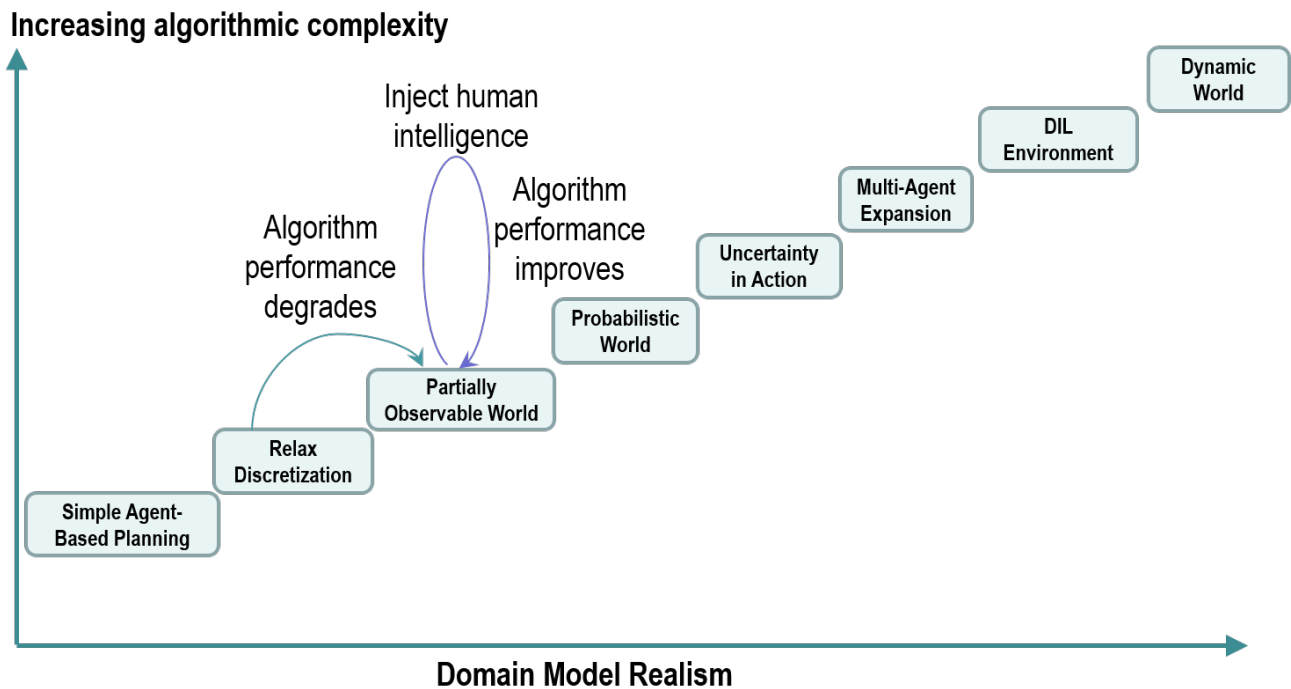 Increasing algorithmic complexity
Dynamic
World
Inject human
intelligence
DIL
Environment
Algorithm
performance
improves
Multi-Agent
Expansion
Algorithm
performance
degrades
Uncertainty
in Action
Probabilistic
World
Partially
Observable World
Relax
Discretization
Simple Agent-
Based Planning
Domain Model Realism